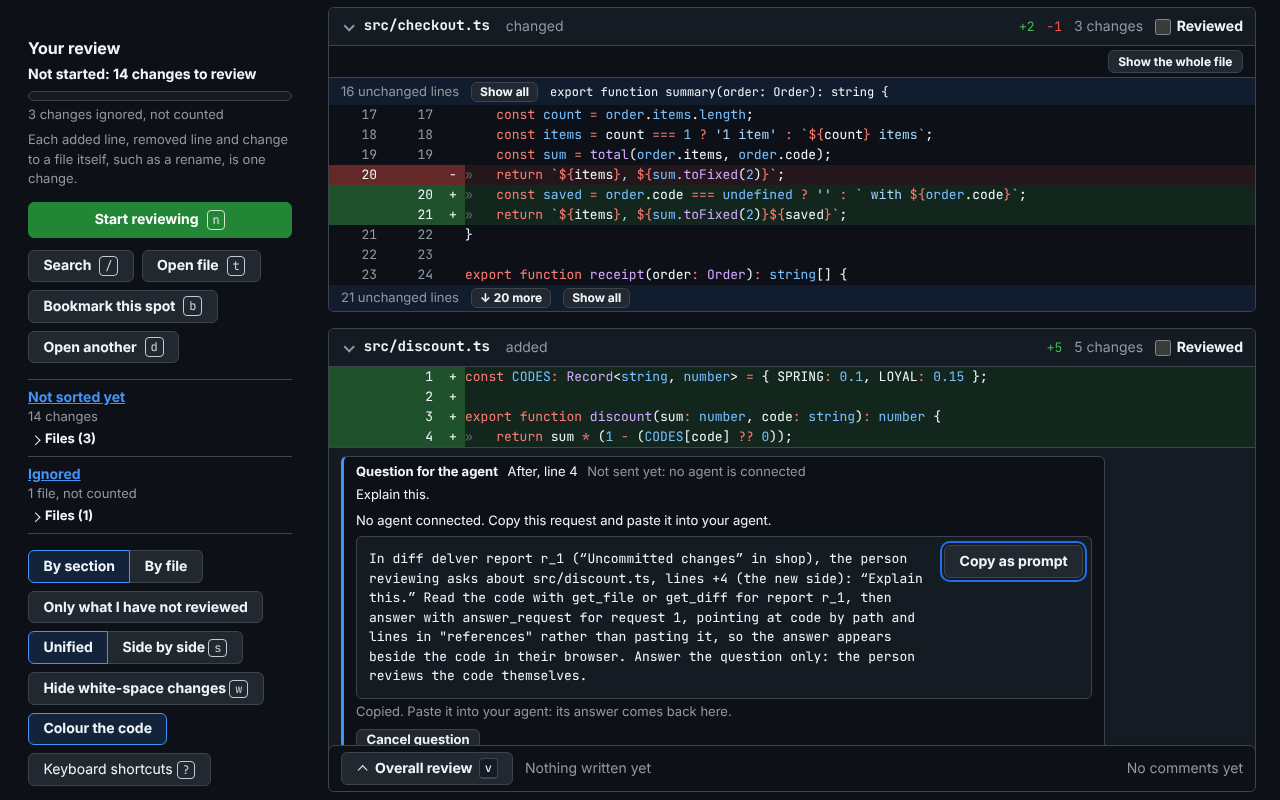 Your review
Not started: 14 changes to review
3 changes ignored, not counted
Each added line, removed line and change
to a file itself, such as a rename, is one
change.
Start reviewing n
Search / Open file t
Bookmark this spot b
Open another d
Not sorted yet
14 changes
Files (3)
Ignored
1 file, not counted
Files (1)
By section By file
Only what I have not reviewed
Unified Side by side s
Hide white-space changes w
Colour the code
Keyboard shortcuts ?
src/checkout.ts changed +2 -1 3 changes Reviewed
Show the whole file
16 unchanged lines Show all export function summary(order: Order): string {
17 17 const count = order.items.length;
18 18 const items = count === 1 ? '1 item' : `${count} items`;
19 19 const sum = total(order.items, order.code);
20 - » return `${items}, ${sum.toFixed(2)}`;
20 + » const saved = order.code === undefined ? '' : ` with ${order.code}`;
21 + » return `${items}, ${sum.toFixed(2)}${saved}`;
21 22 }
22 23
23 24 export function receipt(order: Order): string[] {
21 unchanged lines ↓ 20 more Show all
src/discount.ts added +5 5 changes Reviewed
1 + const CODES: Record<string, number> = { SPRING: 0.1, LOYAL: 0.15 };
2 +
3 + export function discount(sum: number, code: string): number {
4 + » return sum * (1 - (CODES[code] ?? 0));
Question for the agent After, line 4 Not sent yet: no agent is connected
Explain this.
No agent connected. Copy this request and paste it into your agent.
In diff delver report r_1 (“Uncommitted changes” in shop), the person
reviewing asks about src/discount.ts, lines +4 (the new side): “Explain
this.” Read the code with get_file or get_diff for report r_1, then
answer with answer_request for request 1, pointing at code by path and
lines in "references" rather than pasting it, so the answer appears
beside the code in their browser. Answer the question only: the person
reviews the code themselves.
Copy as prompt
Copied. Paste it into your agent: its answer comes back here.
Cancel question
Overall review v Nothing written yet No comments yet